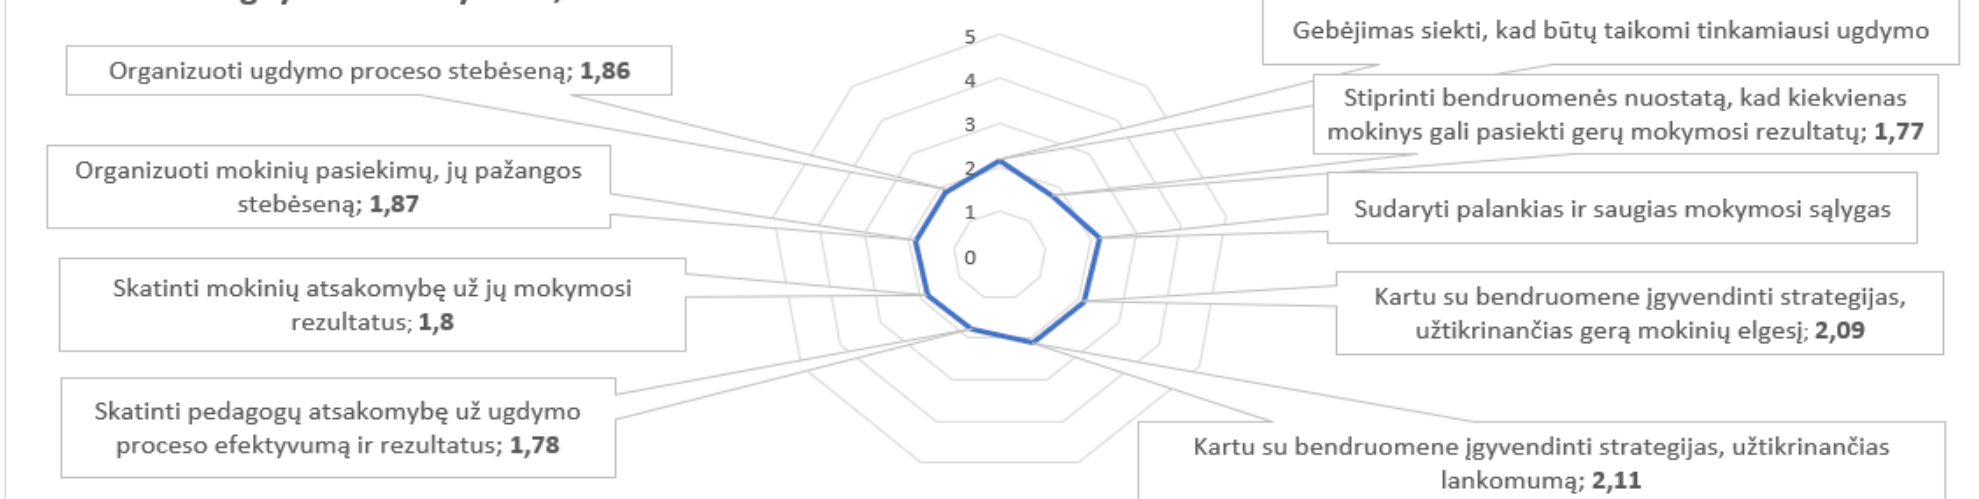 Organizuoti ugdymo proceso stebėseną; 1,86
Organizuoti mokinių pasiekimų, jų pažangos
stebėseną; 1,87
Skatinti mokinių atsakomybę už jų mokymosi
rezultatus; 1,8
Skatinti pedagogų atsakomybę už ugdymo
proceso efektyvumą ir rezultatus; 1,78
5
4
3
2
1
0
Gebėjimas siekti, kad būtų taikomi tinkamiausi ugdymo
Stiprinti bendruomenės nuostatą, kad kiekvienas
mokinys gali pasiekti gerų mokymosi rezultatų; 1,77
Sudaryti palankias ir saugias mokymosi sąlygas
Kartu su bendruomene įgyvendinti strategijas,
užtikrinančias gerą mokinių elgesį; 2,09
Kartu su bendruomene įgyvendinti strategijas, užtikrinančias
lankomumą; 2,11